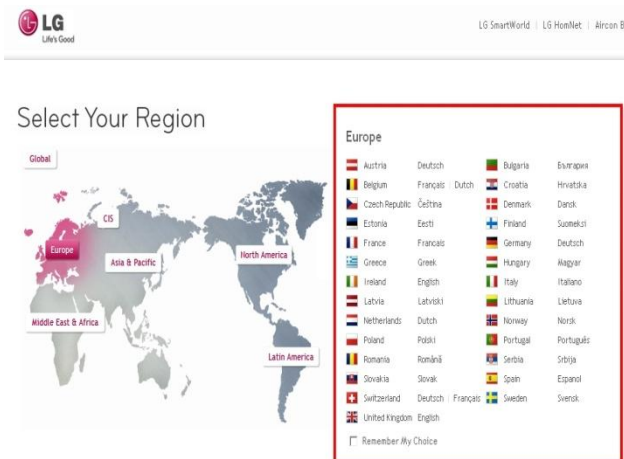 LG
Life's Good
LG SmartWorld | LG HomNet | Aircon B
Select Your Region
Global
CIS
Europe
Asia & Pacific
North America
Middle East & Africa
Latin America
Europe
Austria Deutsch Bulgaria България
Belgium Français | Dutch Croatia Hrvatska
Czech Republic Čeština Denmark Dansk
Estonia Eesti Finland Suomeksi
France Francais Germany Deutsch
Greece Greek Hungary Magyar
Ireland English Italy Italiano
Latvia Latviski Lithuania Lietuva
Netherlands Dutch Norway Norsk
Poland Polski Portugal Português
Romania Română Serbia Srbija
Slovakia Slovak Spain Espanol
Switzerland Deutsch | Français Sweden Svensk
United Kingdom English
Remember My Choice